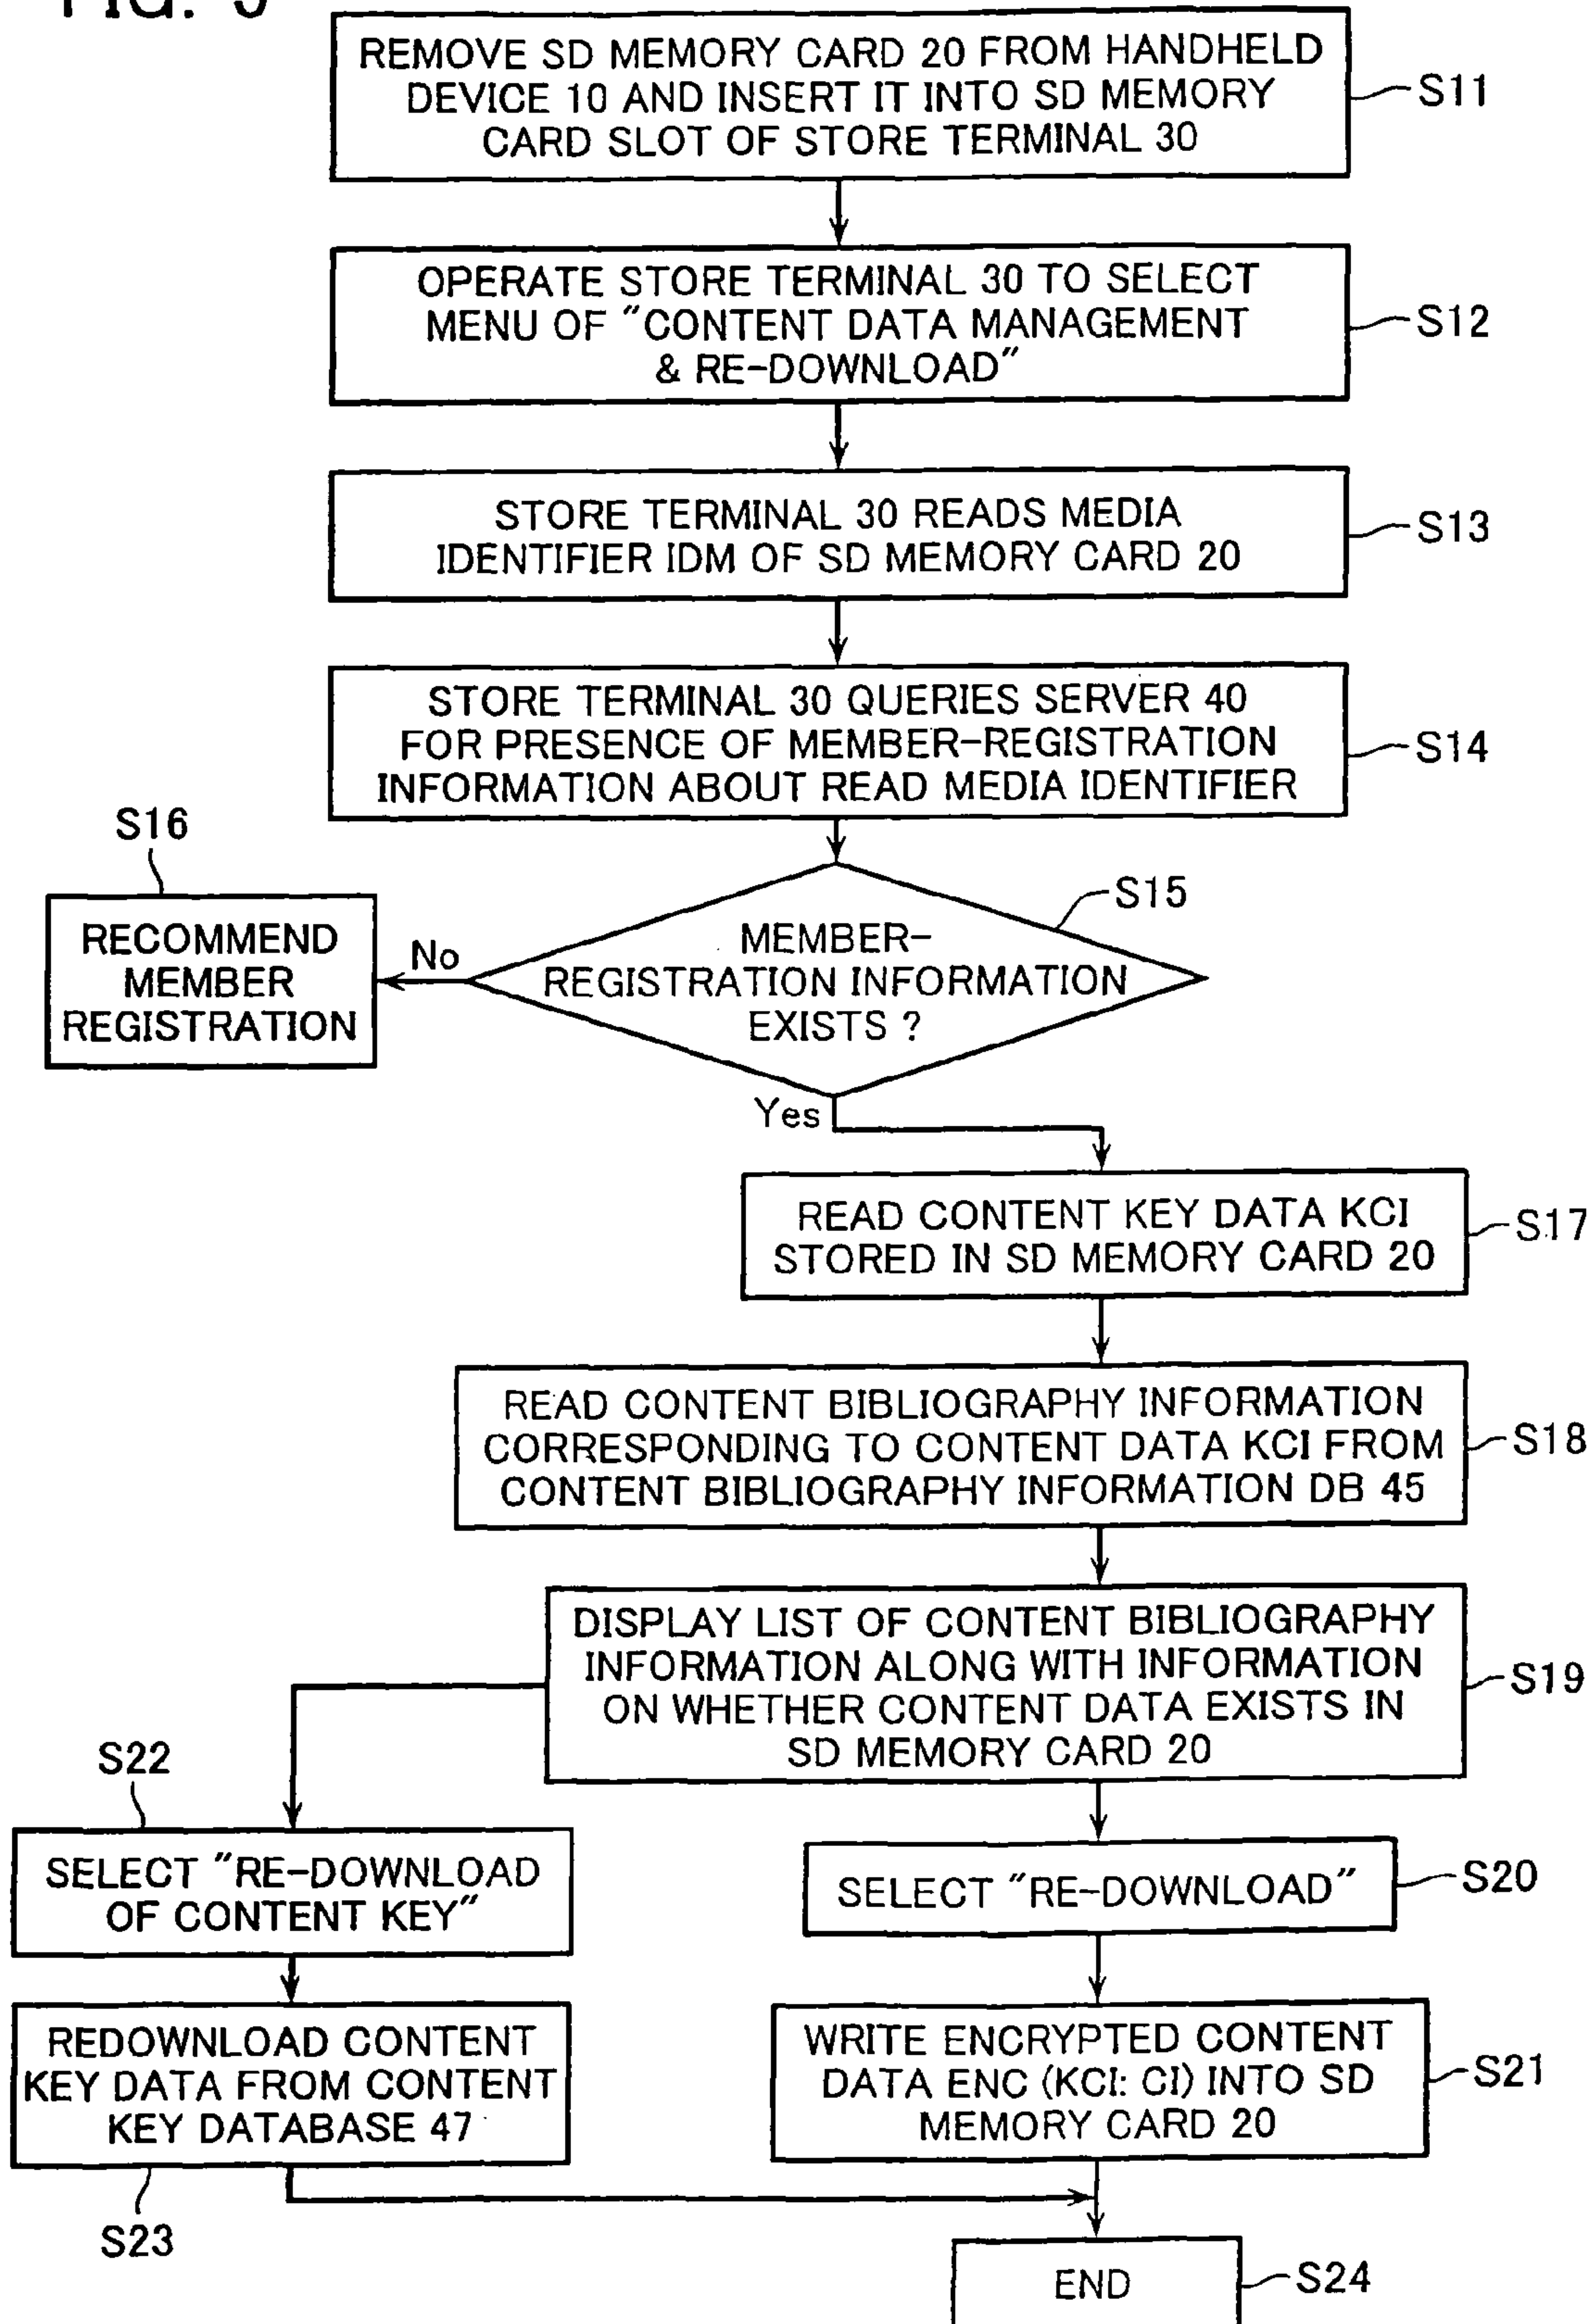 REMOVE SD MEMORY CARD 20 FROM HANDHELD
DEVICE 10 AND INSERT IT INTO SD MEMORY
CARD SLOT OF STORE TERMINAL 30
S11
OPERATE STORE TERMINAL 30 TO SELECT
MENU OF "CONTENT DATA MANAGEMENT
& RE-DOWNLOAD"
S12
STORE TERMINAL 30 READS MEDIA
IDENTIFIER IDM OF SD MEMORY CARD 20
S13
STORE TERMINAL 30 QUERIES SERVER 40
FOR PRESENCE OF MEMBER-REGISTRATION
INFORMATION ABOUT READ MEDIA IDENTIFIER
S14
S16
RECOMMEND
MEMBER
REGISTRATION
No
S15
MEMBER-
REGISTRATION INFORMATION
EXISTS ?
Yes
READ CONTENT KEY DATA KCI
STORED IN SD MEMORY CARD 20
S17
READ CONTENT BIBLIOGRAPHY INFORMATION
CORRESPONDING TO CONTENT DATA KCI FROM
CONTENT BIBLIOGRAPHY INFORMATION DB 45
S18
DISPLAY LIST OF CONTENT BIBLIOGRAPHY
INFORMATION ALONG WITH INFORMATION
ON WHETHER CONTENT DATA EXISTS IN
SD MEMORY CARD 20
S19
S22
SELECT "RE-DOWNLOAD
OF CONTENT KEY"
SELECT "RE-DOWNLOAD"
S20
REDOWNLOAD CONTENT
KEY DATA FROM CONTENT
KEY DATABASE 47
S23
WRITE ENCRYPTED CONTENT
DATA ENC (KCI: CI) INTO SD
MEMORY CARD 20
S21
END
S24